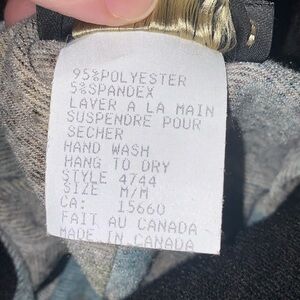 95%POLYESTER
5%SPANDEX
LAVER A LA MAIN
SUSPENDRE POUR
SECHER
HAND WASH
HANG TO DRY
STYLE 4744
SIZE M/M
CA: 15660
FAIT AU CANADA
MADE IN CANADA